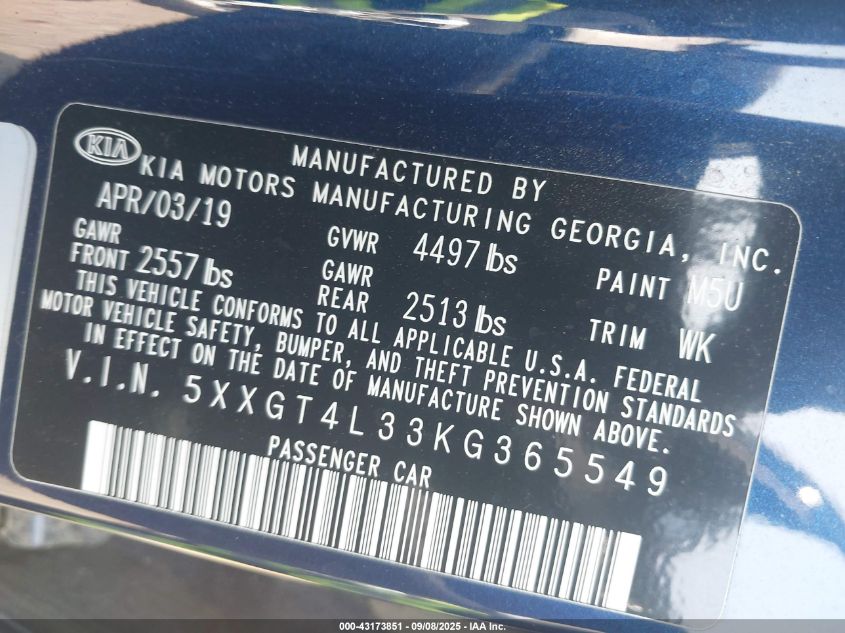 KIA
MANUFACTURED BY
KIA MOTORS MANUFACTURING GEORGIA, INC.
APR/03/19 GVWR 4497 lbs PAINT M5U
GAWR FRONT 2557 lbs GAWR REAR 2513 lbs TRIM WK
THIS VEHICLE CONFORMS TO ALL APPLICABLE U.S.A. FEDERAL
MOTOR VEHICLE SAFETY, BUMPER, AND THEFT PREVENTION STANDARDS
IN EFFECT ON THE DATE OF MANUFACTURE SHOWN ABOVE.
V.I.N. 5XXGT4L33KG365549
PASSENGER CAR
000-43173851 - 09/08/2025 - IAA Inc.